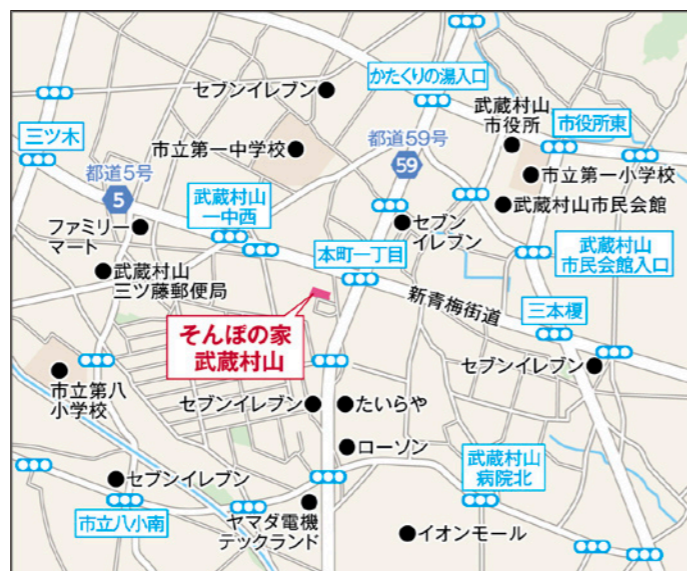 セブンイレブン
かたくりの湯入口
武蔵村山
市役所
市役所東
三ツ木
市立第一中学校
都道59号
59
都道5号
5
市立第一小学校
武蔵村山
一中西
武蔵村山市民会館
ファミリー
マート
セブン
イレブン
本町一丁目
武蔵村山
市民会館入口
武蔵村山
三ツ藤郵便局
新青梅街道
三本榎
そんぽの家
武蔵村山
セブンイレブン
市立第八
小学校
セブンイレブン
たいらや
ローソン
武蔵村山
病院北
セブンイレブン
市立八小南
ヤマダ電機
テックランド
イオンモール